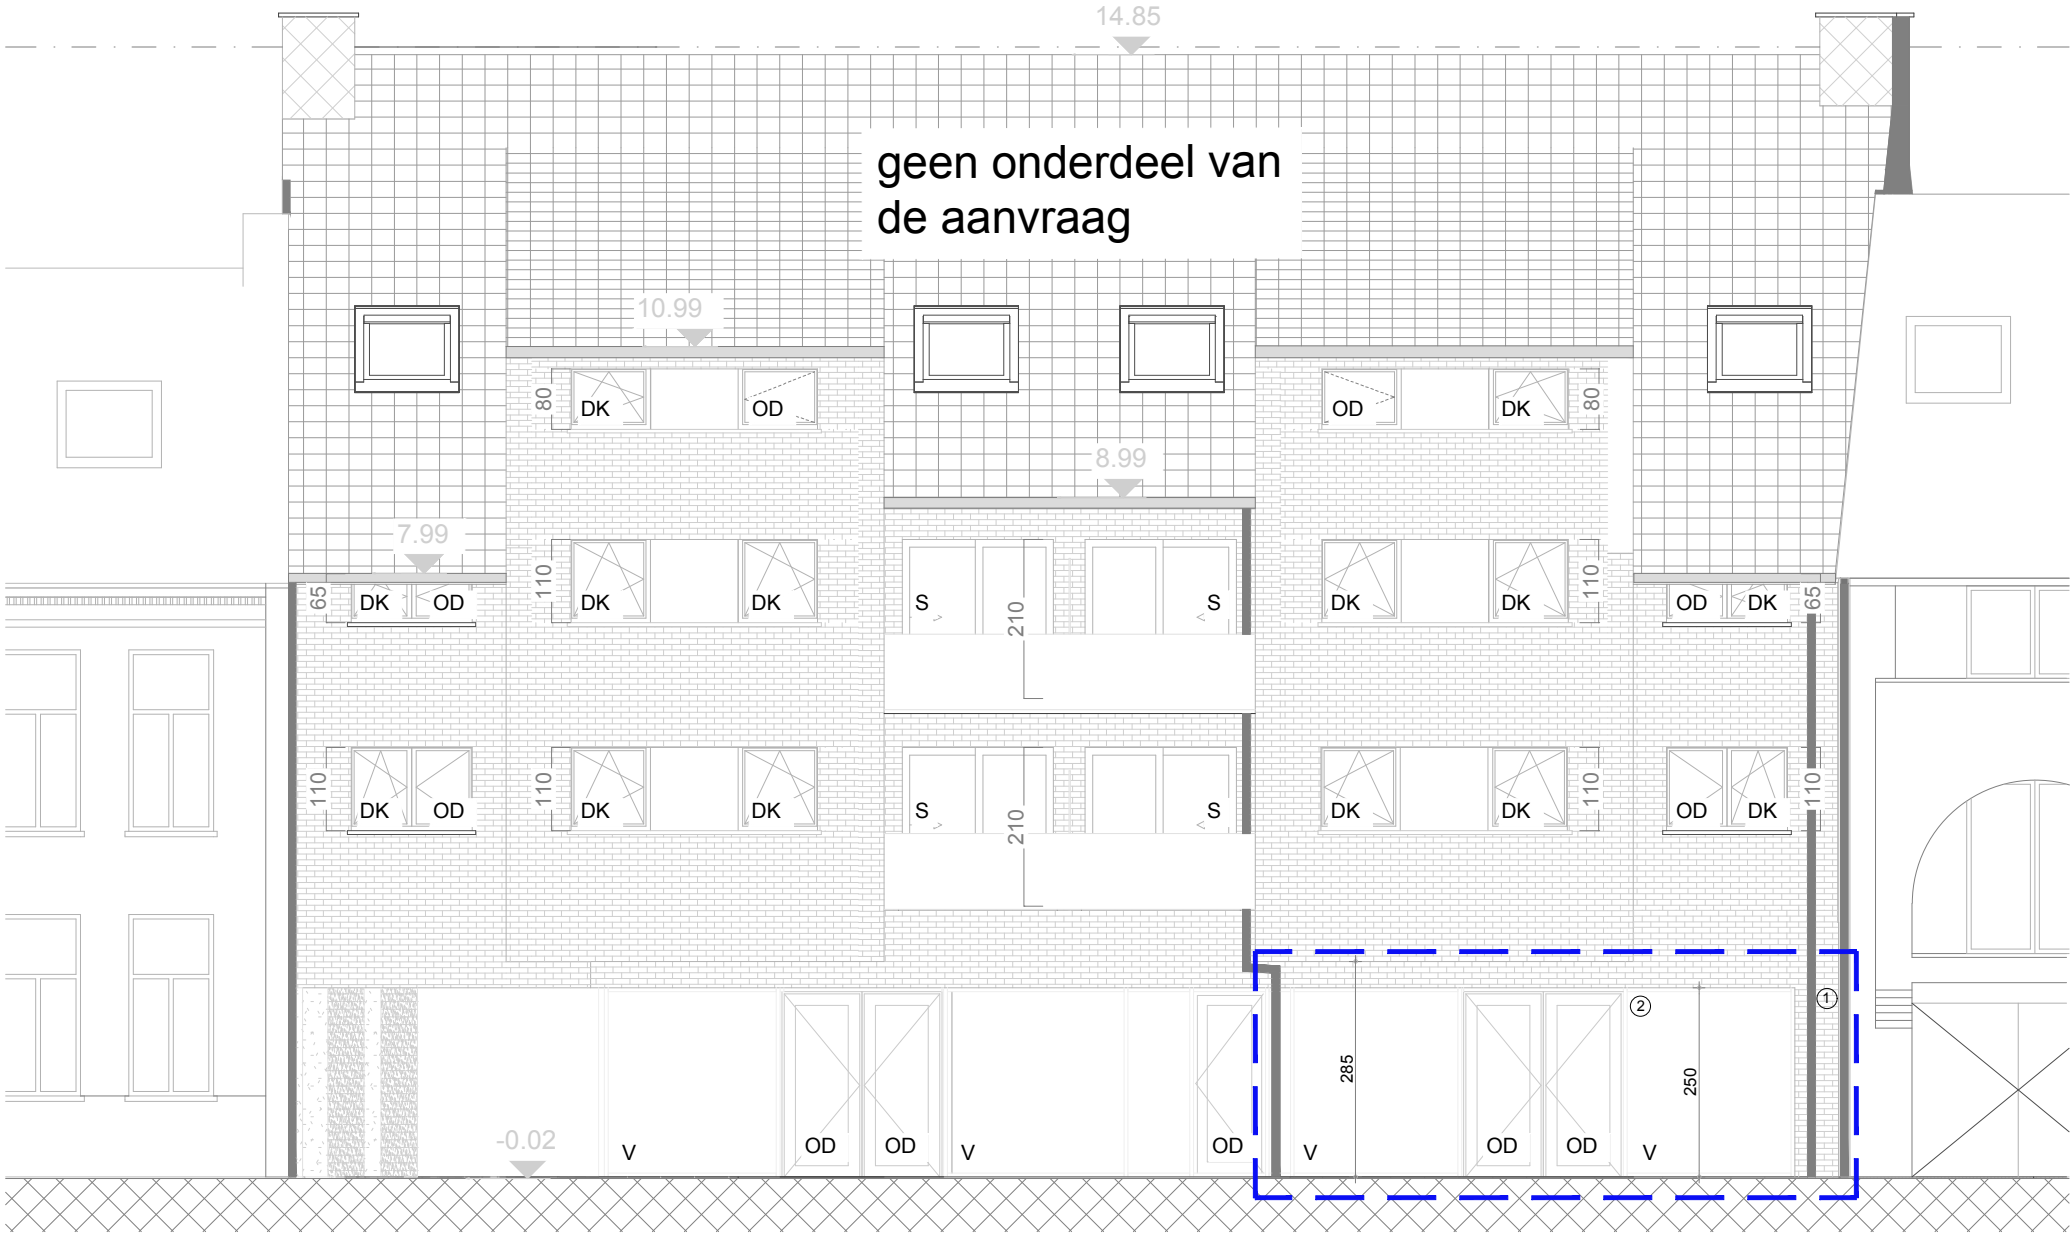 14.85
geen onderdeel van
de aanvraag
10.99
80 DK OD OD DK 80
8.99
7.99
65 DK OD 110 DK DK S 210 S DK DK 110 OD DK 65
110 DK OD 110 DK DK S 210 S DK DK 110 OD DK 110
2 1
285 250
-0.02
V OD OD V OD V OD OD V